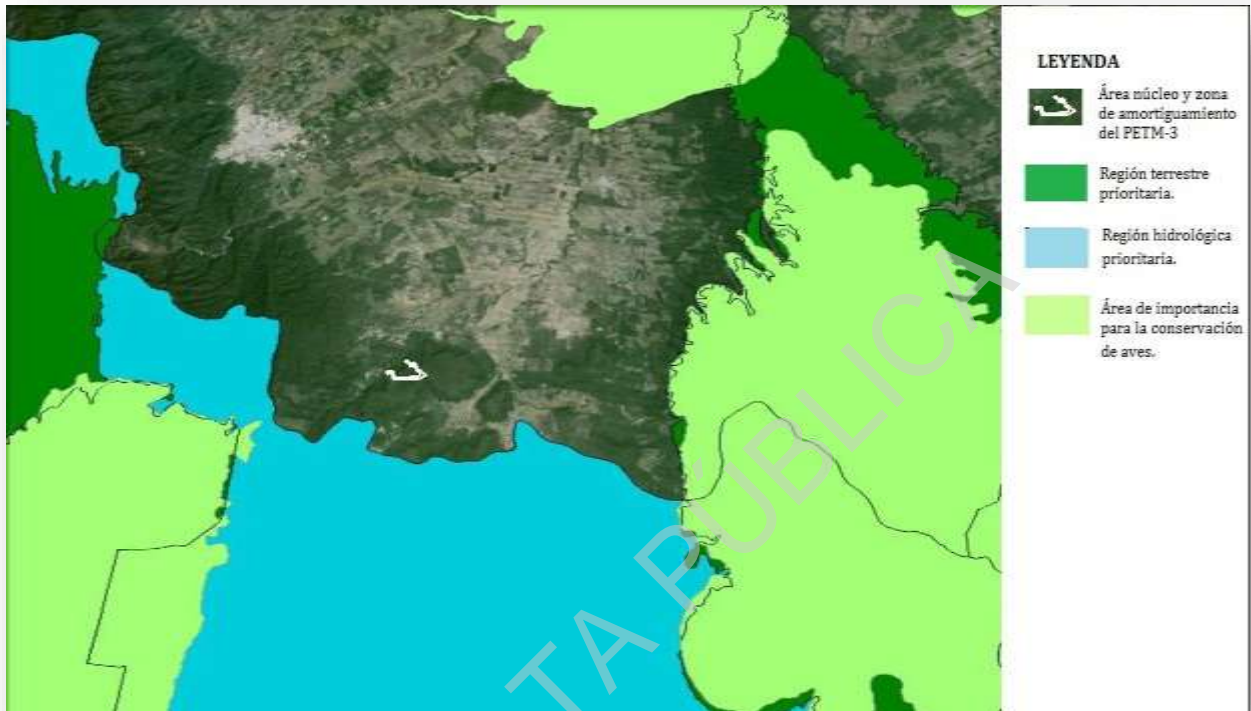 LEYENDA
Área núcleo y zona
de amortiguamiento
del PETM-3
Región terrestre
prioritaria.
Región hidrológica
prioritaria.
Área de importancia
para la conservación
de aves.
TA PÚBLICA